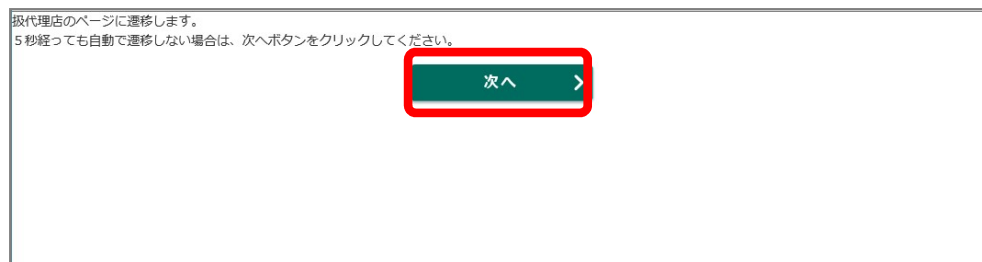 扱代理店のページに遷移します。
5秒経っても自動で遷移しない場合は、次へボタンをクリックしてください。
次へ